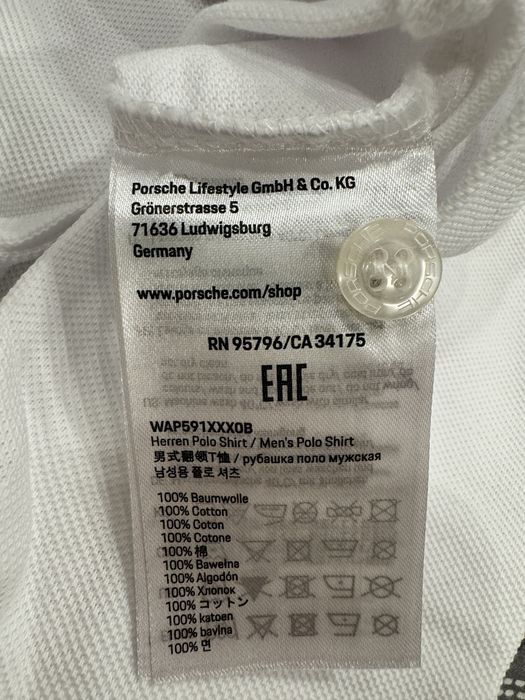 Porsche Lifestyle GmbH & Co. KG
Grönerstrasse 5
71636 Ludwigsburg
Germany
www.porsche.com/shop
PORSCHE PORSCHE
RN 95796/CA 34175
EAC
WAP591XXX0B
Herren Polo Shirt / Men's Polo Shirt
男式翻领T恤 / рубашка поло мужская
남성용 폴로 셔츠
100% Baumwolle
100% Cotton
100% Coton
100% Cotone
100% 棉
100% Bawełna
100% Algodón
100% Хлопок
100% コットン
100% katoen
100% bavlna
100% 면